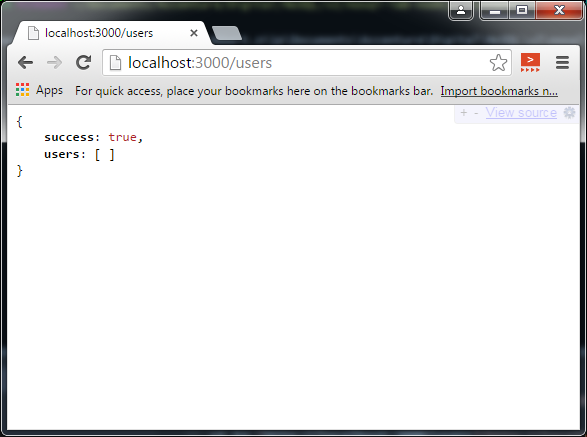 localhost:3000/users
localhost:3000/users
Apps For quick access, place your bookmarks here on the bookmarks bar. Import bookmarks n...
+ - View source
{
success: true,
users: [ ]
}